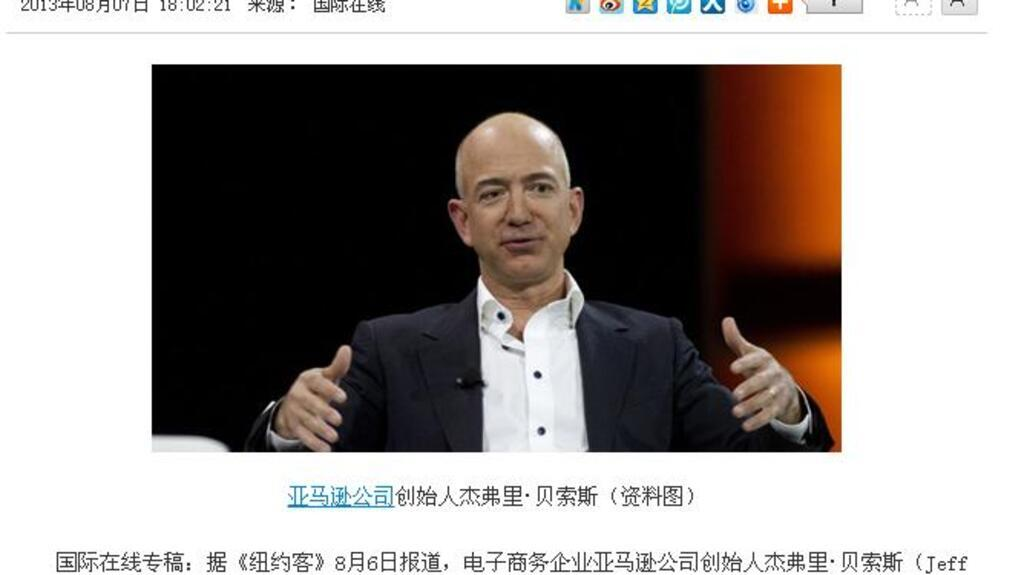 2013年08月07日 18:02:21 来源： 国际在线
亚马逊公司创始人杰弗里·贝索斯（资料图）
国际在线专稿：据《纽约客》8月6日报道，电子商务企业亚马逊公司创始人杰弗里·贝索斯（Jeff